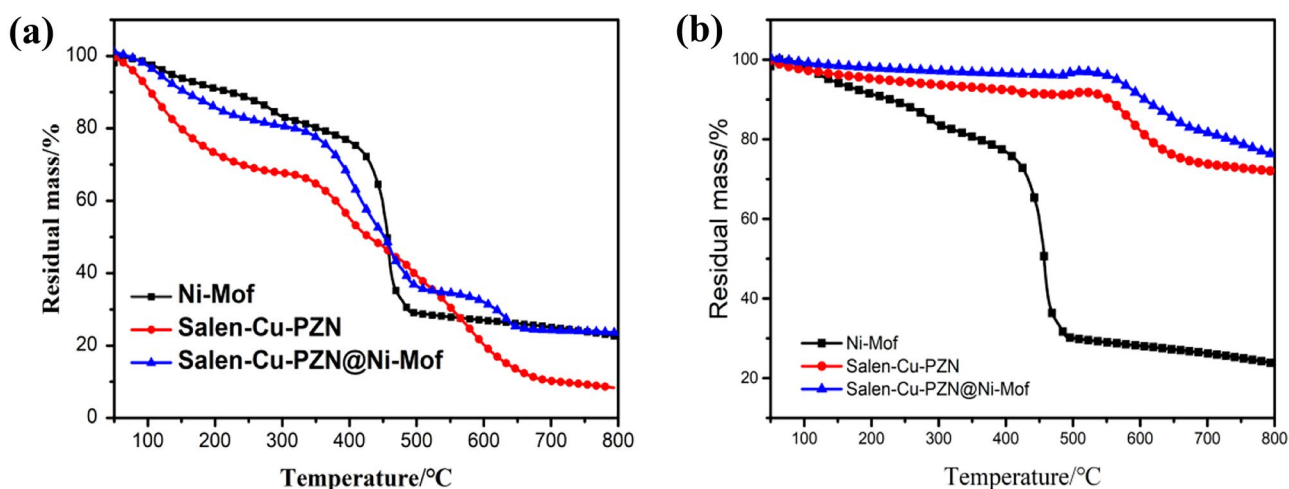 (a)
Residual mass/%
100
80
60
40
20
0
Ni-Mof
Salen-Cu-PZN
Salen-Cu-PZN@Ni-Mof
100 200 300 400 500 600 700 800
Temperature/℃
(b)
Residual mass/%
100
80
60
40
20
Ni-Mof
Salen-Cu-PZN
Salen-Cu-PZN@Ni-Mof
100 200 300 400 500 600 700 800
Temperature/℃